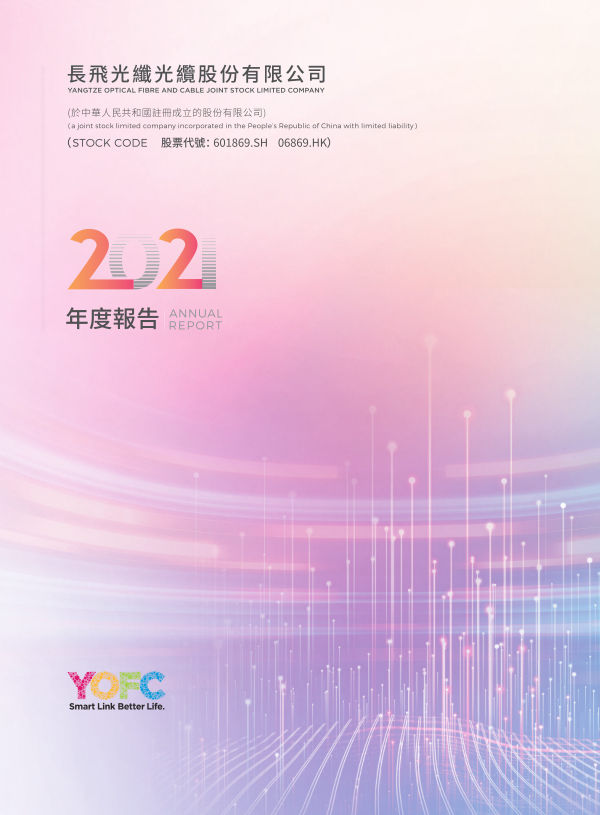 長飛光纖光纜股份有限公司
YANGTZE OPTICAL FIBRE AND CABLE JOINT STOCK LIMITED COMPANY
(於中華人民共和國註冊成立的股份有限公司)
(a joint stock limited company incorporated in the People's Republic of China with limited liability)
(STOCK CODE 股票代號: 601869.SH 06869.HK)
2021
年度報告 ANNUAL
REPORT
YOFC
Smart Link Better Life.